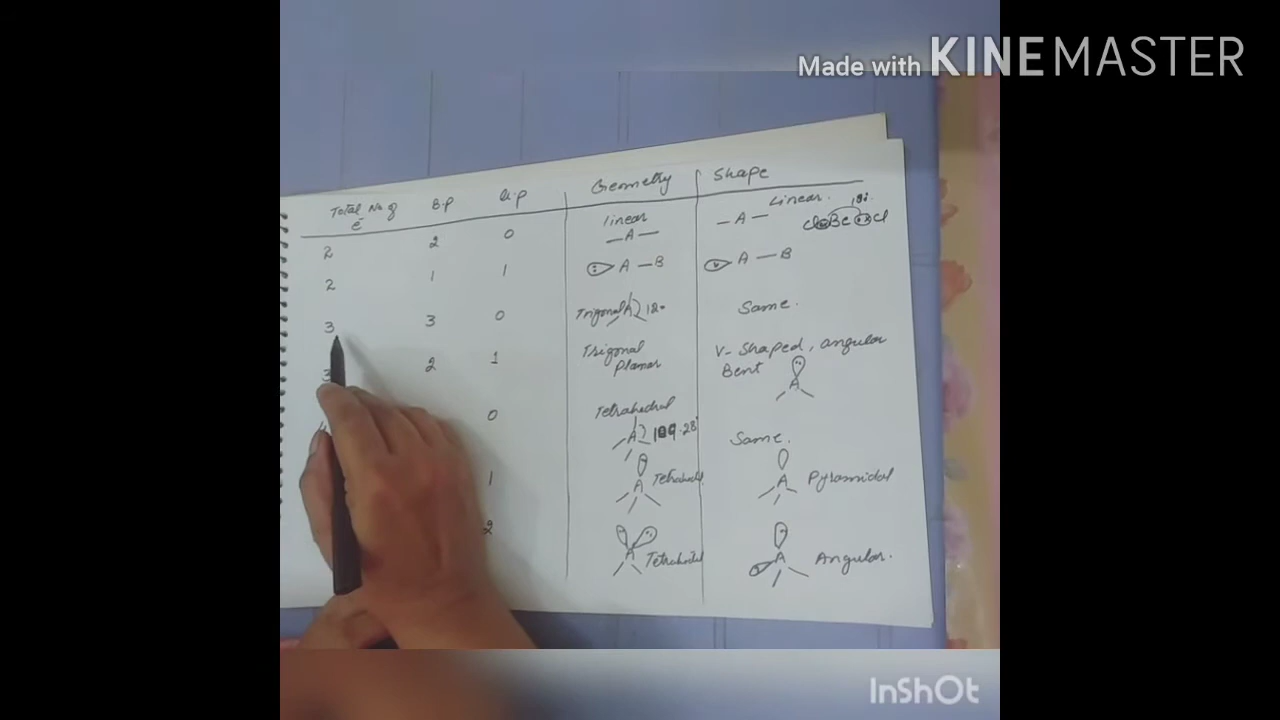 Made with KINEMASTER
Total No of e⁻ B.p l.p Geometry Shape
2 2 0 linear —A— —A— Linear. Cl Be Cl
2 1 1 A—B A—B
3 3 0 Trigonal A 120 Same.
3 2 1 Trigonal Planar V-Shaped, angular Bent A
0 Tetrahedral A 109.28' Same.
1 A A Pyramidal
2 A A Angular.
InShOt